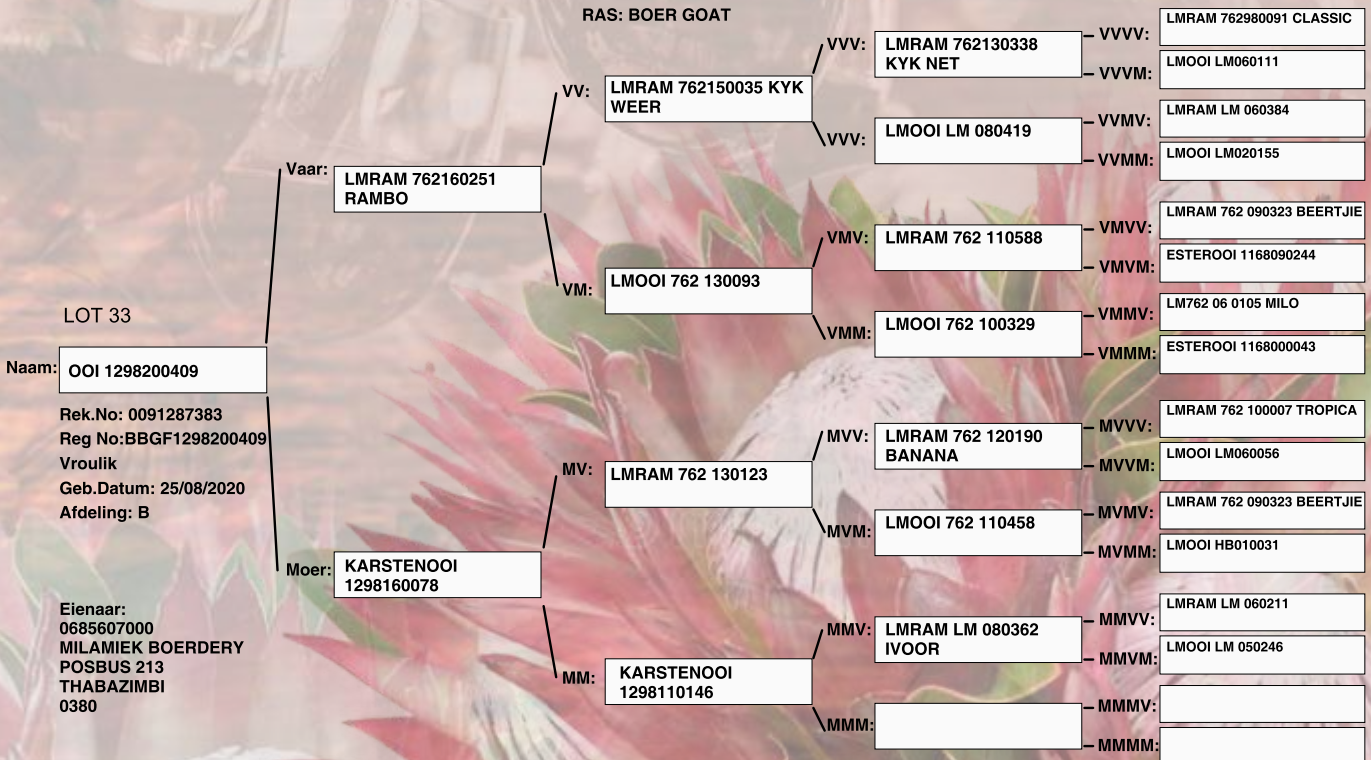 RAS: BOER GOAT
LOT 33
Naam:
OOI 1298200409
Rek.No: 0091287383
Reg No:BBGF1298200409
Vroulik
Geb.Datum: 25/08/2020
Afdeling: B
Eienaar:
0685607000
MILAMIEK BOERDERY
POSBUS 213
THABAZIMBI
0380
Vaar:
LMRAM 762160251
RAMBO
Moer:
KARSTENOOI
1298160078
VV:
LMRAM 762150035 KYK
WEER
VM:
LMOOI 762 130093
MV:
LMRAM 762 130123
MM:
KARSTENOOI
1298110146
VVV:
LMRAM 762130338
KYK NET
VVV:
LMOOI LM 080419
VMV:
LMRAM 762 110588
VMM:
LMOOI 762 100329
MVV:
LMRAM 762 120190
BANANA
MVM:
LMOOI 762 110458
MMV:
LMRAM LM 080362
IVOOR
MMM:
VVVV:
LMRAM 762980091 CLASSIC
VVVM:
LMOOI LM060111
VVMV:
LMRAM LM 060384
VVMM:
LMOOI LM020155
VMVV:
LMRAM 762 090323 BEERTJIE
VMVM:
ESTEROOI 1168090244
VMMV:
LM762 06 0105 MILO
VMMM:
ESTEROOI 1168000043
MVVV:
LMRAM 762 100007 TROPICA
MVVM:
LMOOI LM060056
MVMV:
LMRAM 762 090323 BEERTJIE
MVMM:
LMOOI HB010031
MMVV:
LMRAM LM 060211
MMVM:
LMOOI LM 050246
MMMV:
MMMM: